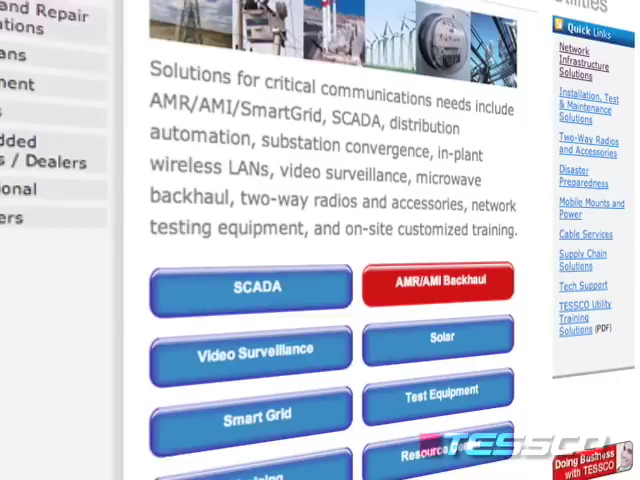 and Repair
ations
ans
ment
s
dded
s / Dealers
ional
ers
Solutions for critical communications needs include
AMR/AMI/SmartGrid, SCADA, distribution
automation, substation convergence, in-plant
wireless LANs, video surveillance, microwave
backhaul, two-way radios and accessories, network
testing equipment, and on-site customized training.
SCADA
AMR/AMI Backhaul
Video Surveillance
Solar
Smart Grid
Test Equipment
Training
Resource
Utilities
Quick Links
Network
Infrastructure
Solutions
Installation, Test
& Maintenance
Solutions
Two-Way Radios
and Accessories
Disaster
Preparedness
Mobile Mounts and
Power
Cable Services
Supply Chain
Solutions
Tech Support
TESSCO Utility
Training
Solutions (PDF)
TESSCO
Doing Business
with TESSCO